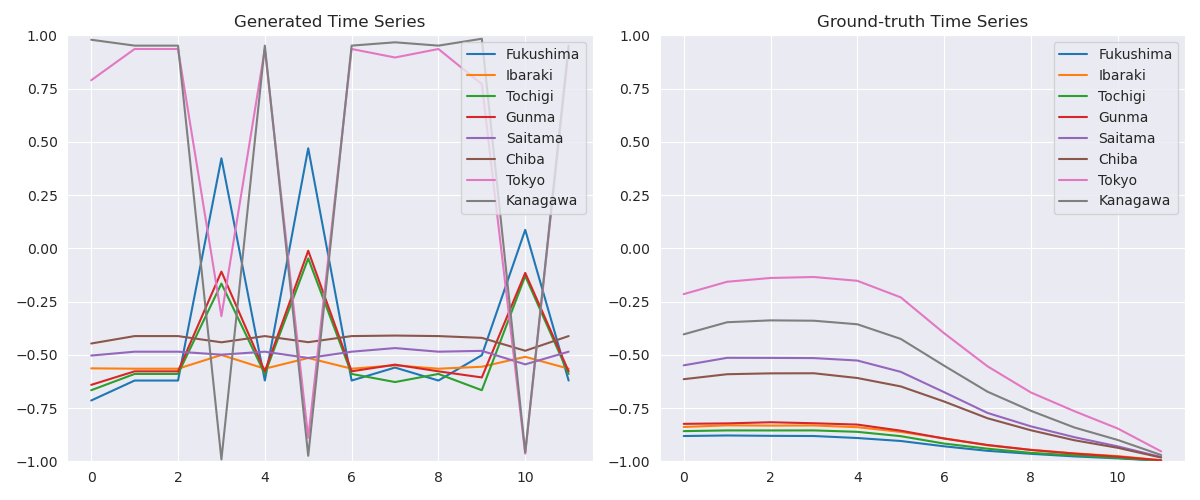 Generated Time Series
1.00
0.75
0.50
0.25
0.00
−0.25
−0.50
−0.75
−1.00
0 2 4 6 8 10
Fukushima
Ibaraki
Tochigi
Gunma
Saitama
Chiba
Tokyo
Kanagawa
Ground-truth Time Series
1.00
0.75
0.50
0.25
0.00
−0.25
−0.50
−0.75
−1.00
0 2 4 6 8 10
Fukushima
Ibaraki
Tochigi
Gunma
Saitama
Chiba
Tokyo
Kanagawa